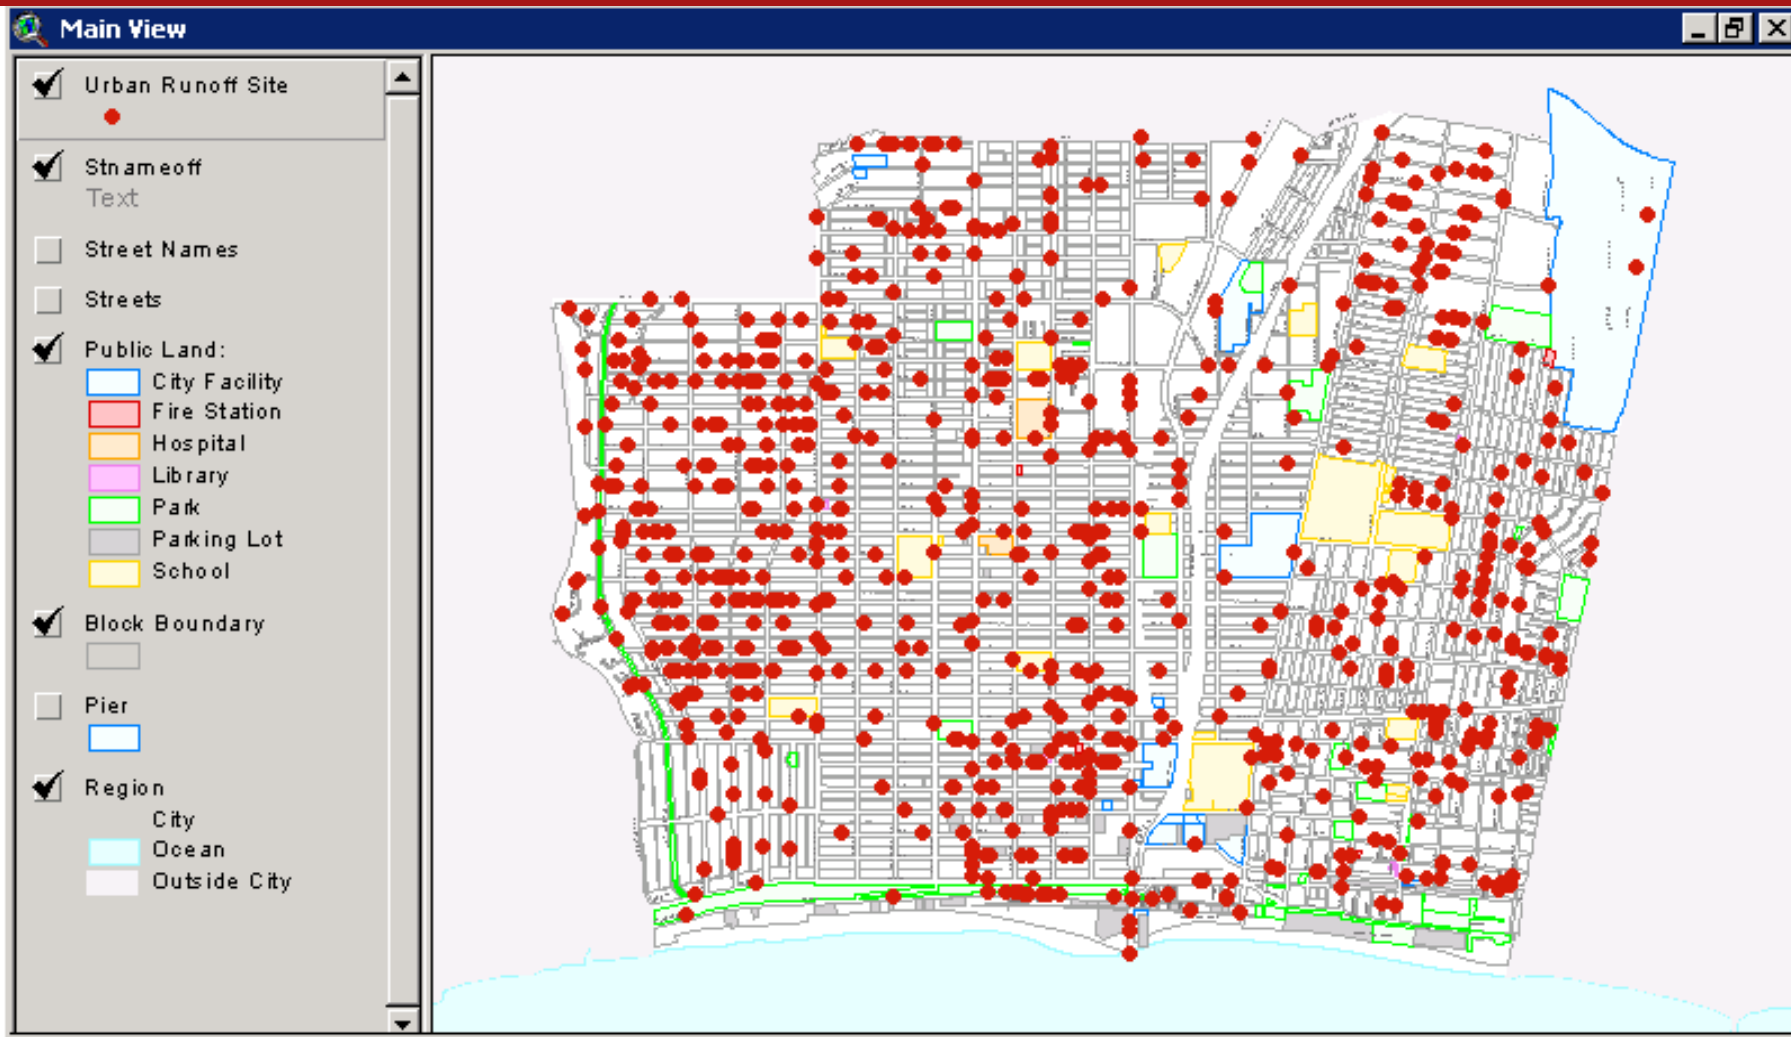 Main View
Urban Runoff Site
Stnameoff
Text
Street Names
Streets
Public Land:
City Facility
Fire Station
Hospital
Library
Park
Parking Lot
School
Block Boundary
Pier
Region
City
Ocean
Outside City